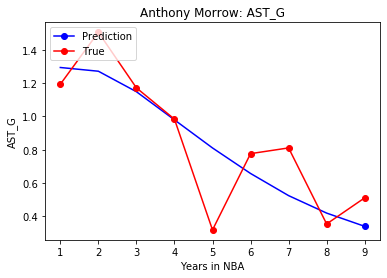 Anthony Morrow: AST_G
Prediction
True
AST_G
1.4
1.2
1.0
0.8
0.6
0.4
1 2 3 4 5 6 7 8 9
Years in NBA